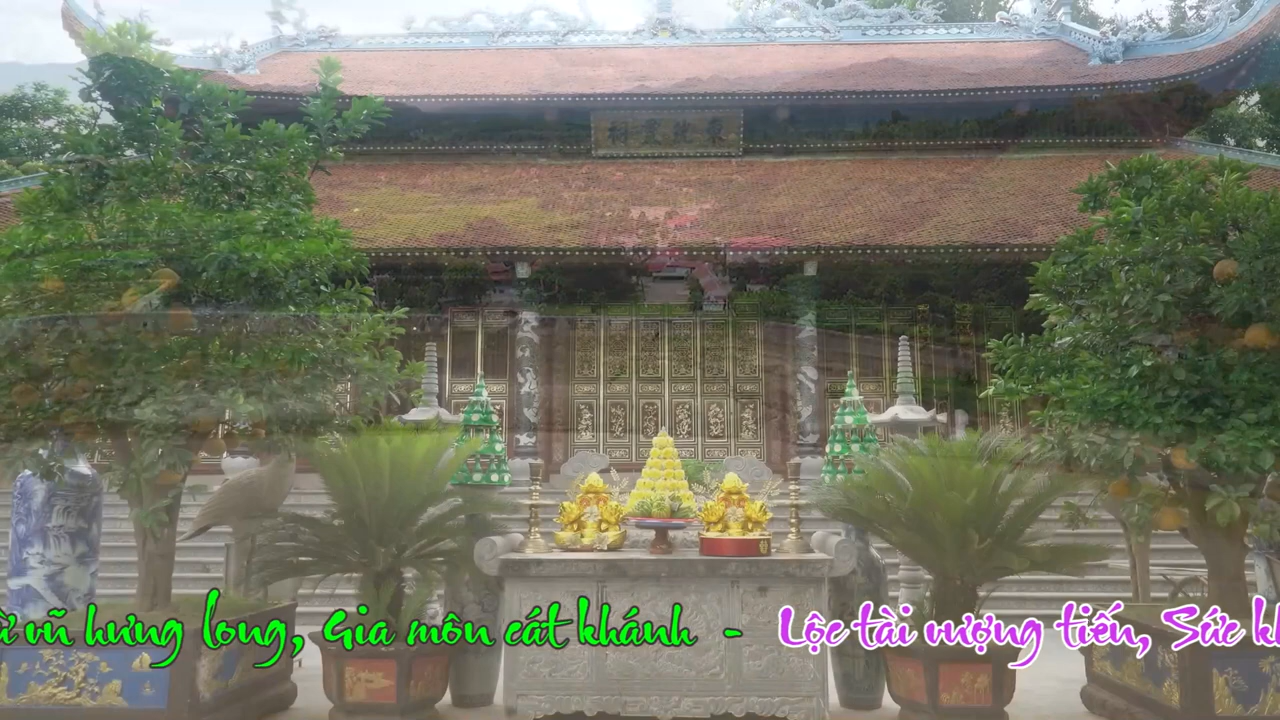 vũ hưng long, Gia môn cát khánh - Lộc tài vượng tiến, Sức